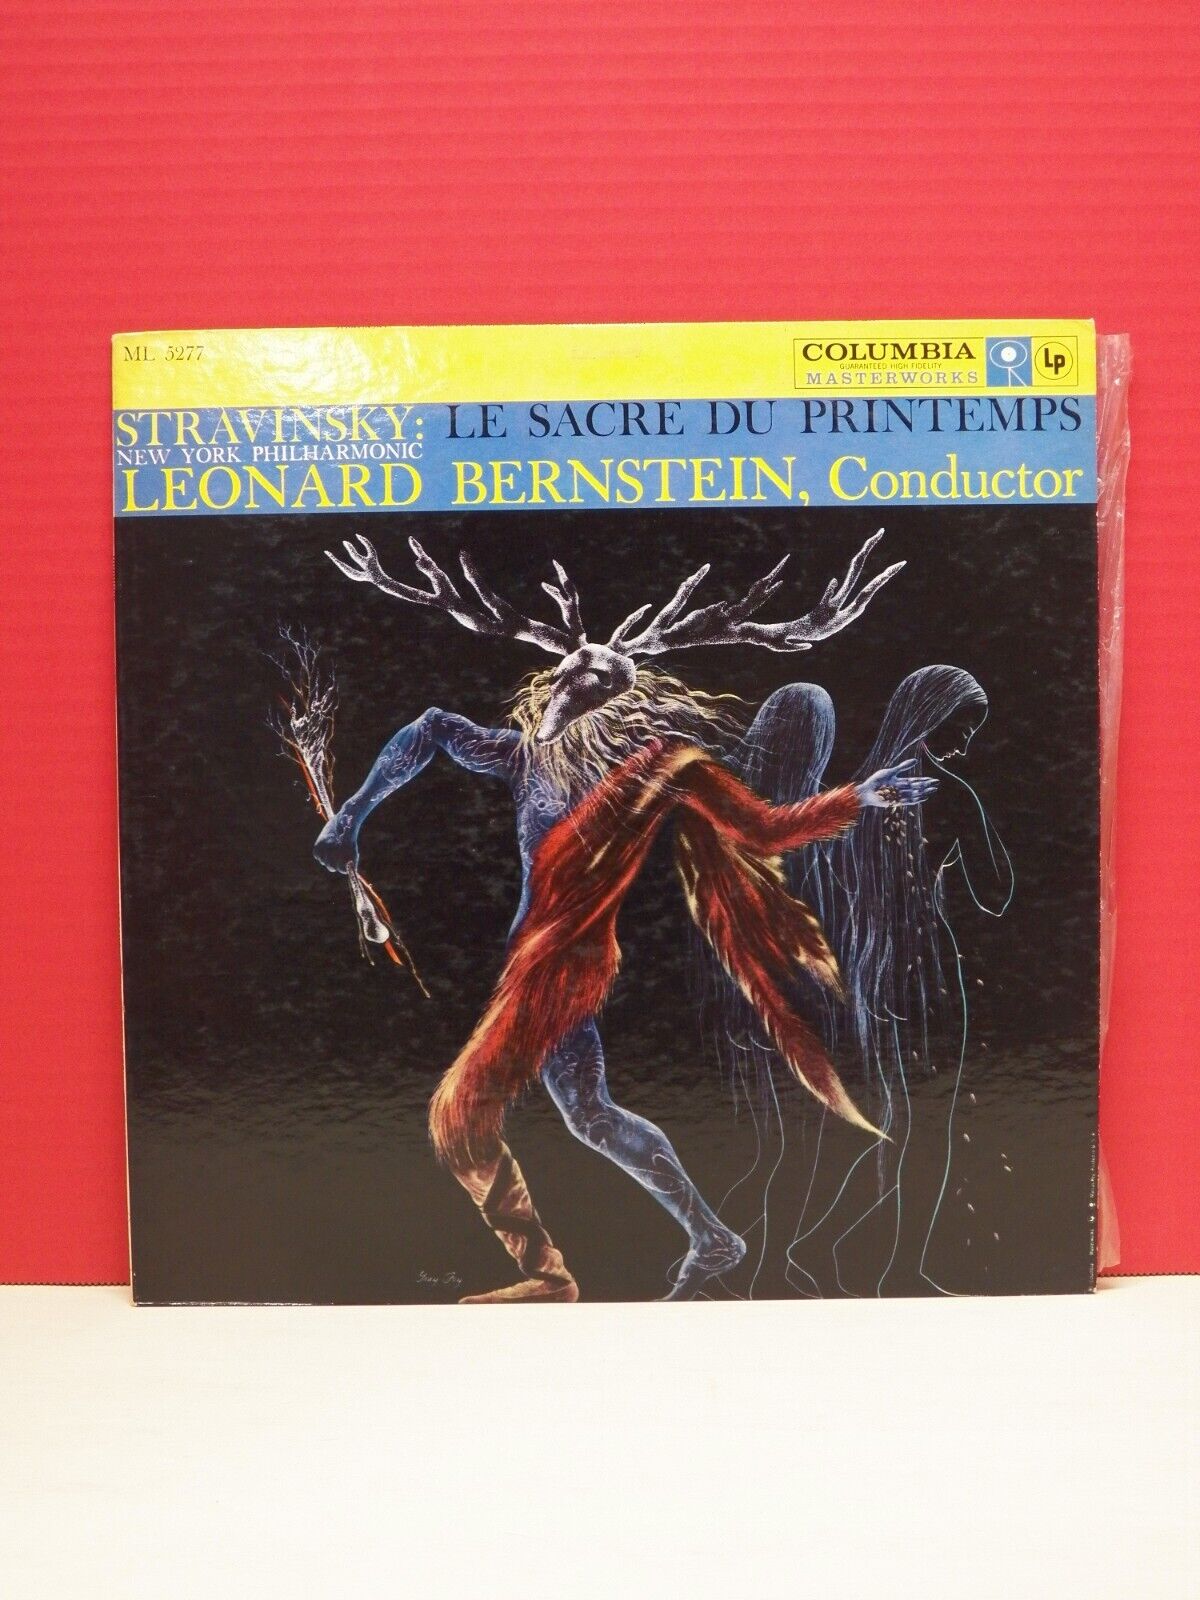 ML 5277
COLUMBIA
GUARANTEED HIGH FIDELITY
MASTERWORKS
Lp
STRAVINSKY: LE SACRE DU PRINTEMPS
NEW YORK PHILHARMONIC
LEONARD BERNSTEIN, Conductor